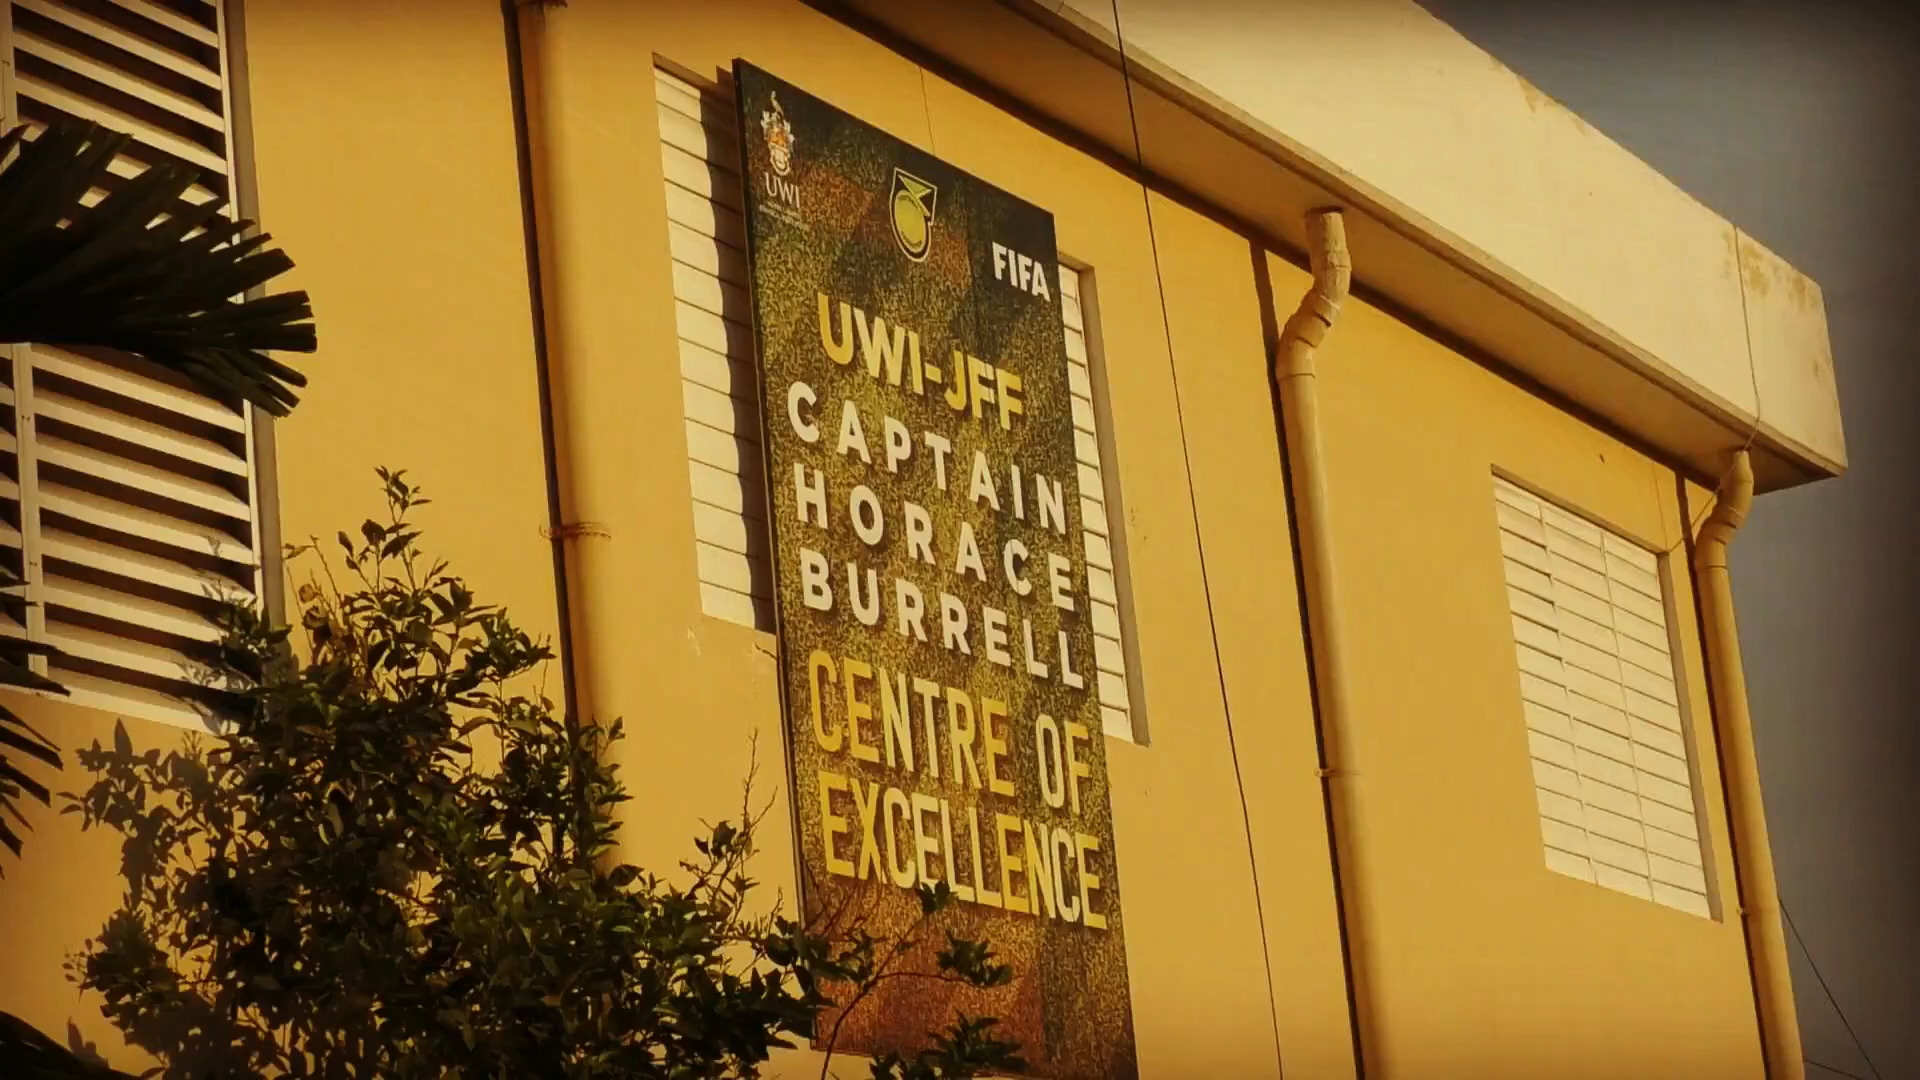 UWI
FIFA
UWI-JFF
CAPTAIN
HORACE
BURRELL
CENTRE OF
EXCELLENCE